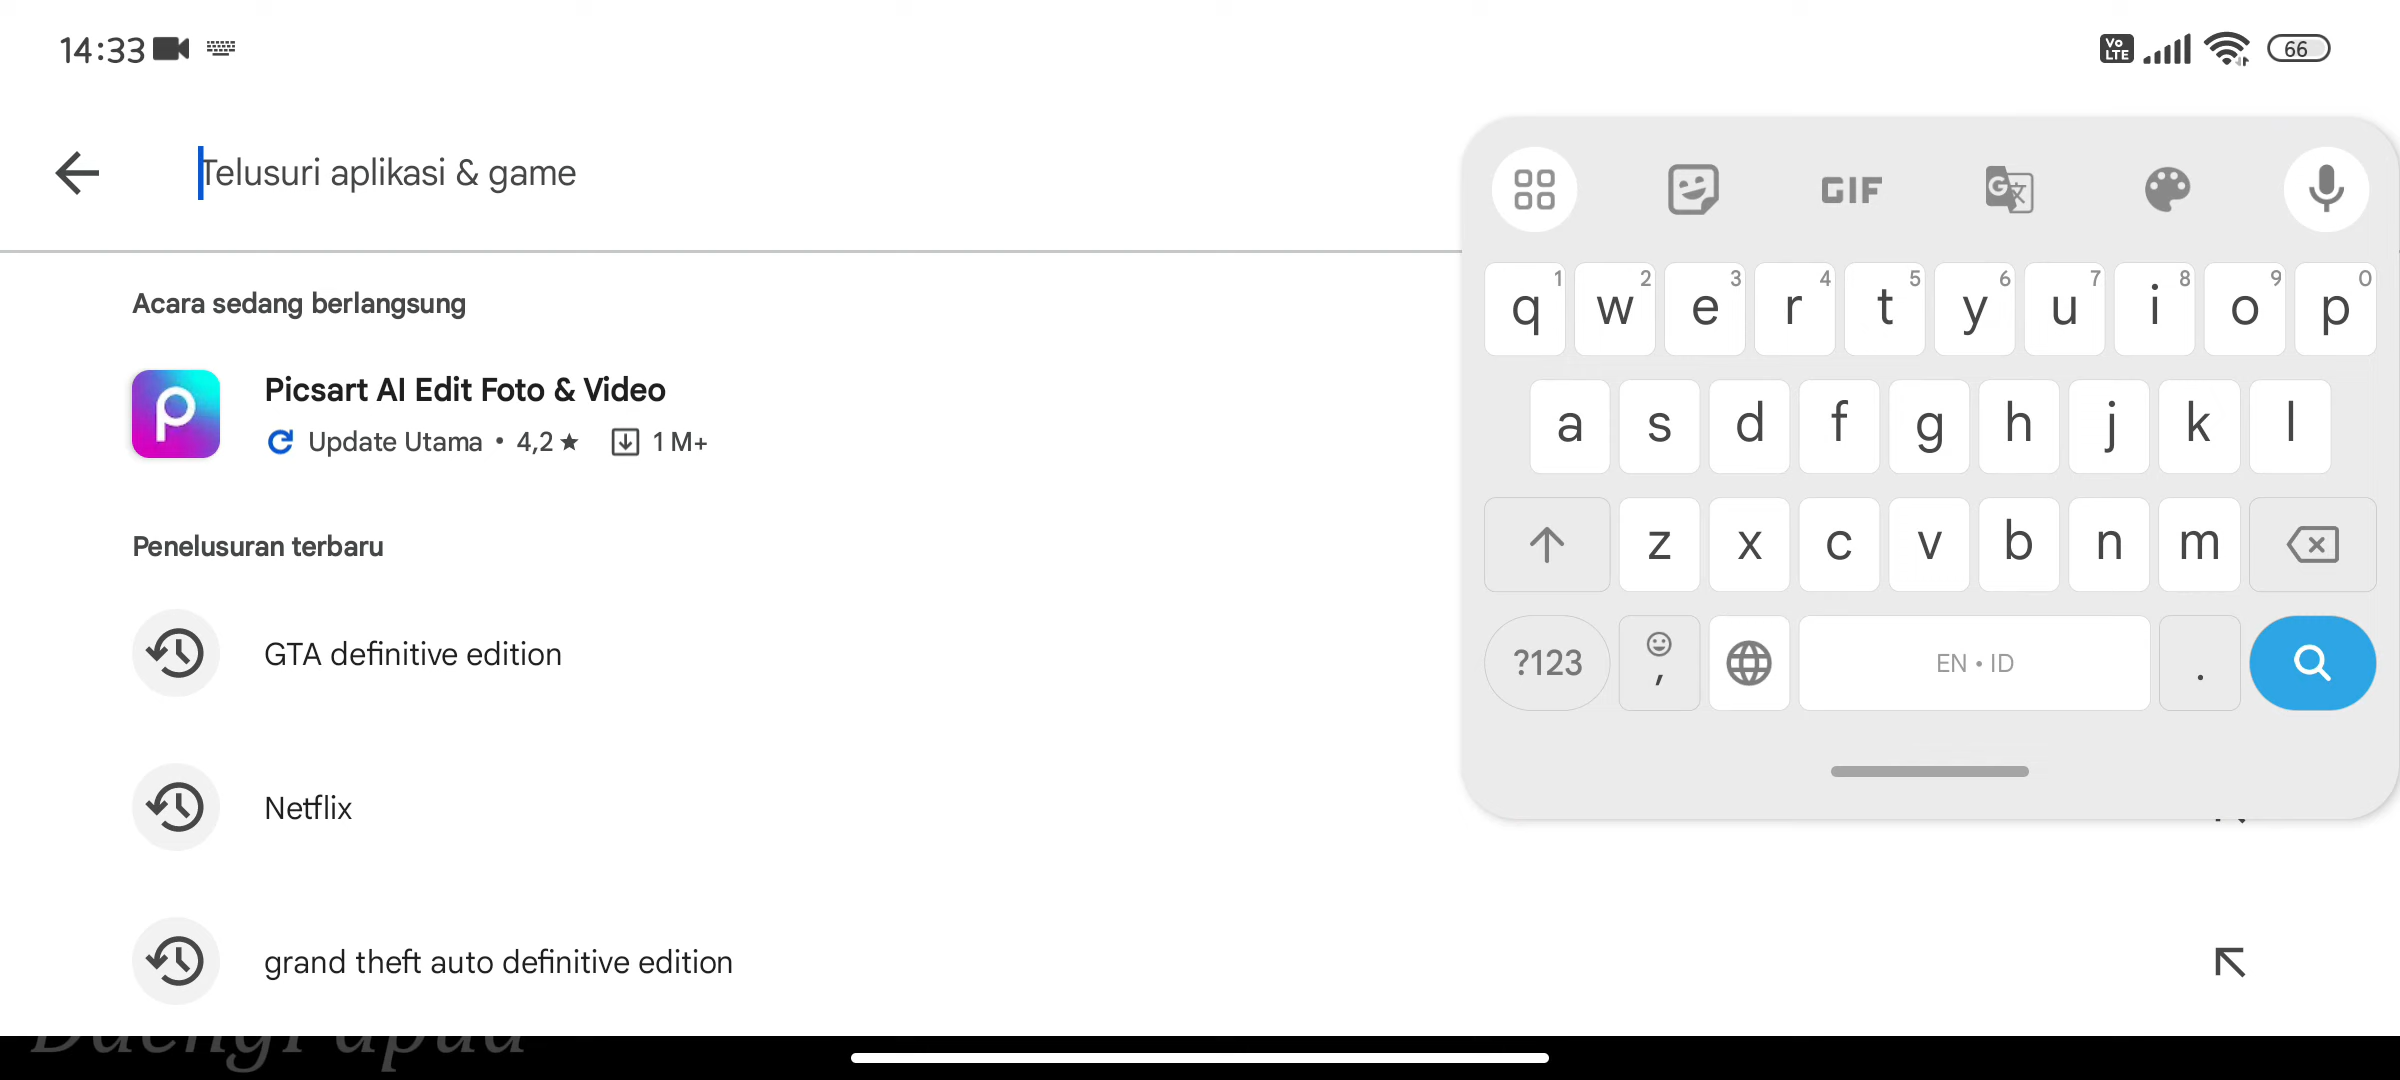 14:33
Vo LTE
66
Telusuri aplikasi & game
Acara sedang berlangsung
Picsart AI Edit Foto & Video
Update Utama • 4,2 ★ 1 M+
Penelusuran terbaru
GTA definitive edition
Netflix
grand theft auto definitive edition
GIF
q 1 w 2 e 3 r 4 t 5 y 6 u 7 i 8 o 9 p 0
a s d f g h j k l
z x c v b n m
?123 , EN • ID .